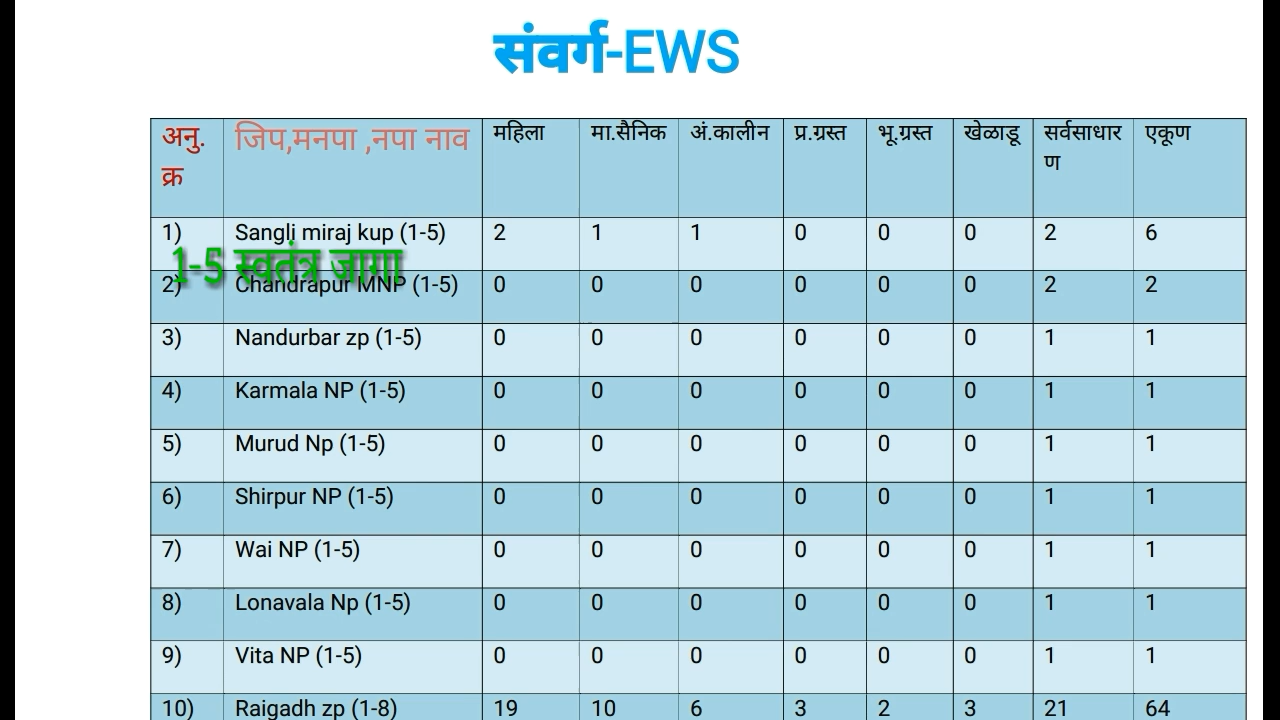 संवर्ग-EWS
अनु. जिप,मनपा ,नपा नाव महिला मा.सैनिक अं.कालीन प्र.ग्रस्त भू.ग्रस्त खेळाडू सर्वसाधार एकूण
क्र ण
1) Sangli miraj kup (1-5) 2 1 1 0 0 0 2 6
1-5 स्वतंत्र जागा
2) Chandrapur MNP (1-5) 0 0 0 0 0 0 2 2
3) Nandurbar zp (1-5) 0 0 0 0 0 0 1 1
4) Karmala NP (1-5) 0 0 0 0 0 0 1 1
5) Murud Np (1-5) 0 0 0 0 0 0 1 1
6) Shirpur NP (1-5) 0 0 0 0 0 0 1 1
7) Wai NP (1-5) 0 0 0 0 0 0 1 1
8) Lonavala Np (1-5) 0 0 0 0 0 0 1 1
9) Vita NP (1-5) 0 0 0 0 0 0 1 1
10) Raigadh zp (1-8) 19 10 6 3 2 3 21 64